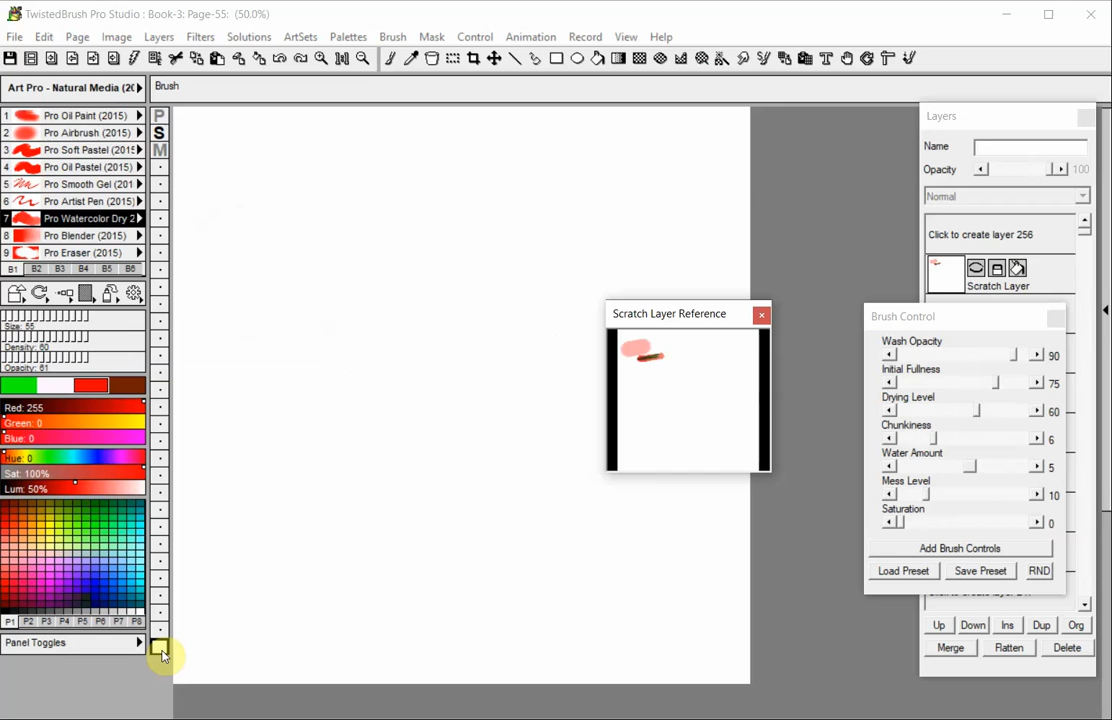 TwistedBrush Pro Studio : Book-3: Page-55: (50.0%)
File Edit Page Image Layers Filters Solutions ArtSets Palettes Brush Mask Control Animation Record View Help
Art Pro - Natural Media (20
Brush
1 Pro Oil Paint (2015)
2 Pro Airbrush (2015)
3 Pro Soft Pastel (2015
4 Pro Oil Pastel (2015)
5 Pro Smooth Gel (201
6 Pro Artist Pen (2015)
7 Pro Watercolor Dry 2
8 Pro Blender (2015)
9 Pro Eraser (2015)
B1 B2 B3 B4 B5 B6
P
S
M
Size: 55
Density: 60
Opacity: 61
Red: 255
Green: 0
Blue: 0
Hue: 0
Sat: 100%
Lum: 50%
P1 P2 P3 P4 P5 P6 P7 P8
Panel Toggles
Scratch Layer Reference
Layers
Name
Opacity 100
Normal
Click to create layer 256
Scratch Layer
Brush Control
Wash Opacity
90
Initial Fullness
75
Drying Level
60
Chunkiness
6
Water Amount
5
Mess Level
10
Saturation
0
Add Brush Controls
Load Preset Save Preset RND
Up Down Ins Dup Org
Merge Flatten Delete